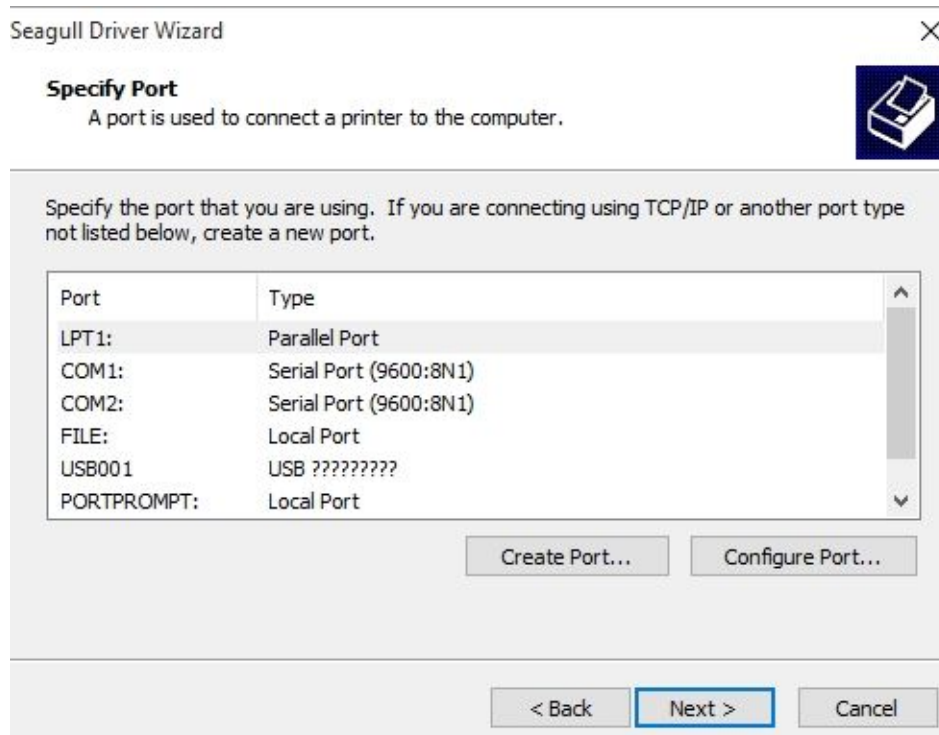 Seagull Driver Wizard
Specify Port
A port is used to connect a printer to the computer.
Specify the port that you are using.  If you are connecting using TCP/IP or another port type
not listed below, create a new port.
Port Type
LPT1: Parallel Port
COM1: Serial Port (9600:8N1)
COM2: Serial Port (9600:8N1)
FILE: Local Port
USB001 USB ?????????
PORTPROMPT: Local Port
Create Port... Configure Port...
< Back Next > Cancel